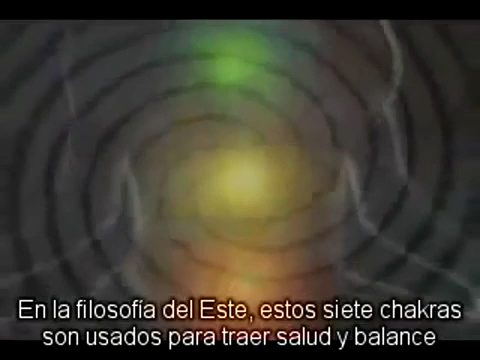 En la filosofía del Este, estos siete chakras
son usados para traer salud y balance